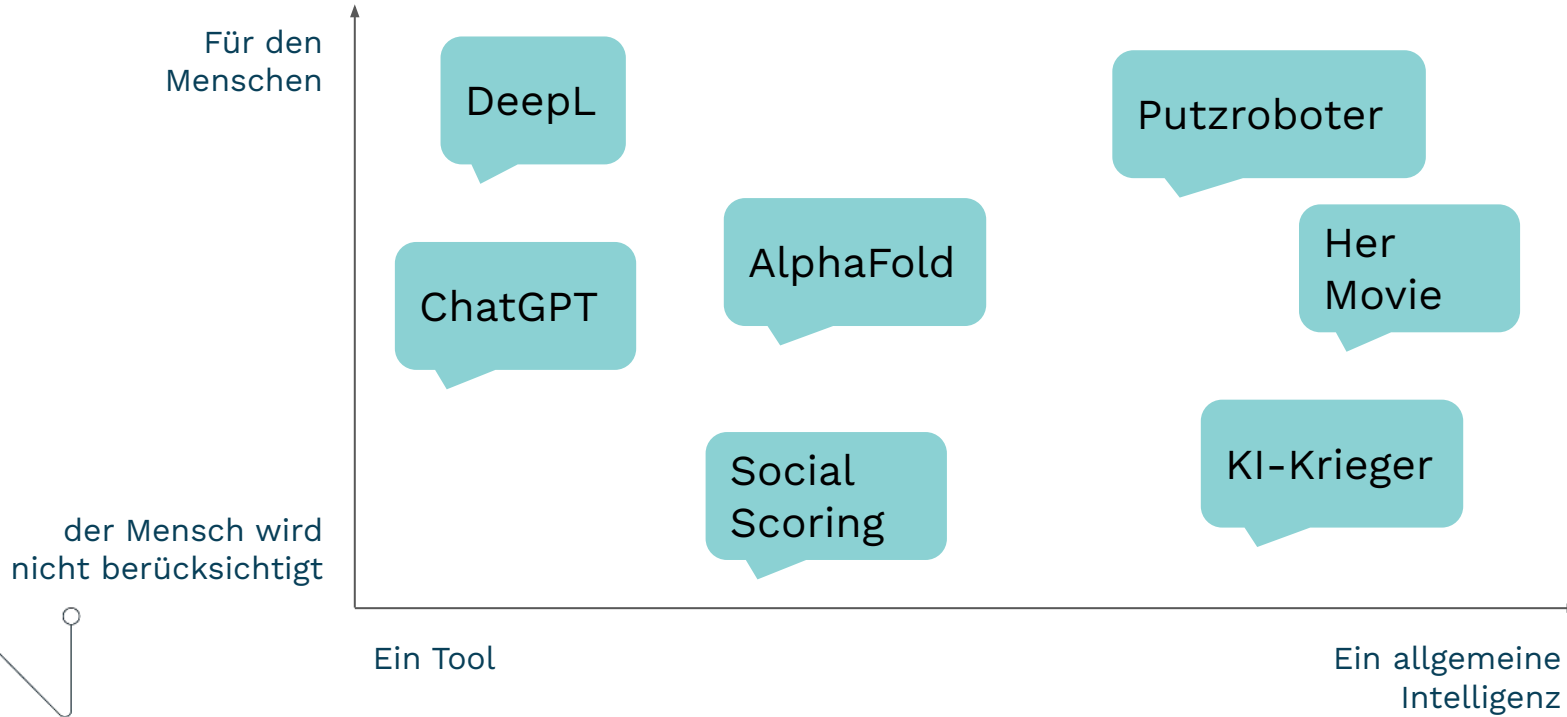 Für den
Menschen
DeepL
Putzroboter
AlphaFold
Her
Movie
ChatGPT
Social
Scoring
KI-Krieger
der Mensch wird
nicht berücksichtigt
Ein Tool
Ein allgemeine
Intelligenz